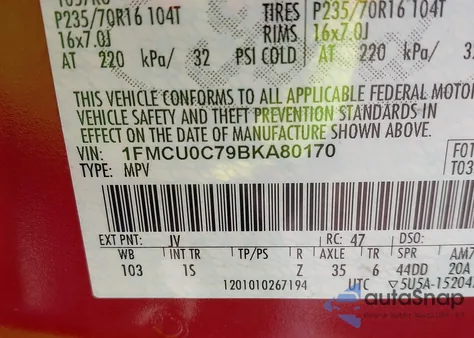 P235/70R16 104T TIRES P235/70R16 104T
16x7.0J RIMS 16x7.0J
AT 220 kPa/ 32 PSI COLD AT 220 kPa/
THIS VEHICLE CONFORMS TO ALL APPLICABLE FEDERAL MOTOR
VEHICLE SAFETY AND THEFT PREVENTION STANDARDS IN
EFFECT ON THE DATE OF MANUFACTURE SHOWN ABOVE.
VIN: 1FMCU0C79BKA80170
TYPE: MPV
EXT PNT: JV RC: 47 DSO:
WB INT TR TP/PS R AXLE TR SPR
103 1S Z 35 6 44DD 20A
1201010267194 UTC ▽5U5A-15204
autoSnap